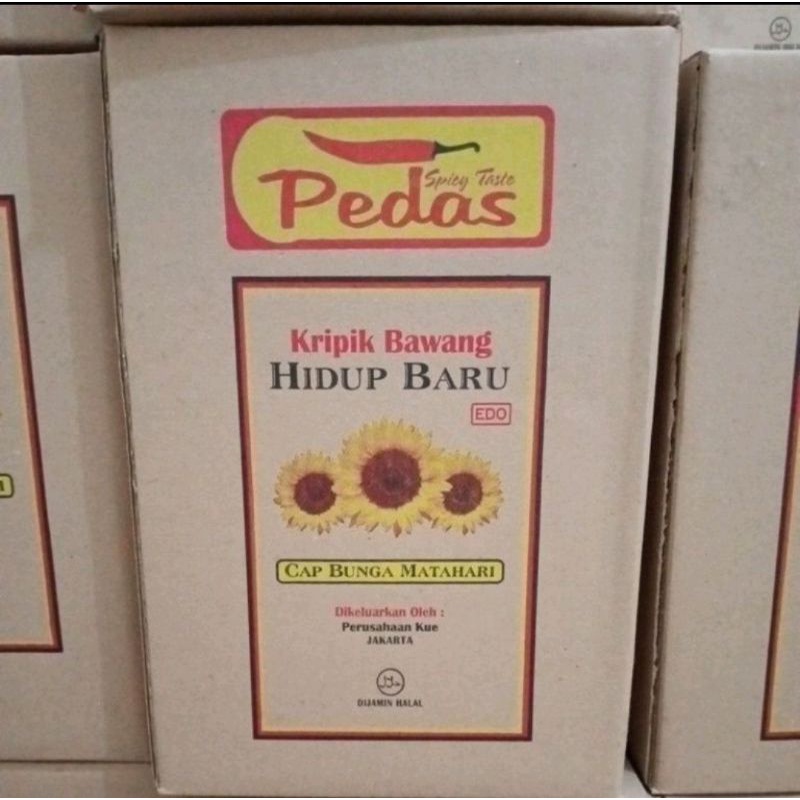 Spicy Taste
Pedas
Kripik Bawang
HIDUP BARU
EDO
CAP BUNGA MATAHARI
Dikeluarkan Oleh :
Perusahaan Kue
JAKARTA
DIJAMIN HALAL